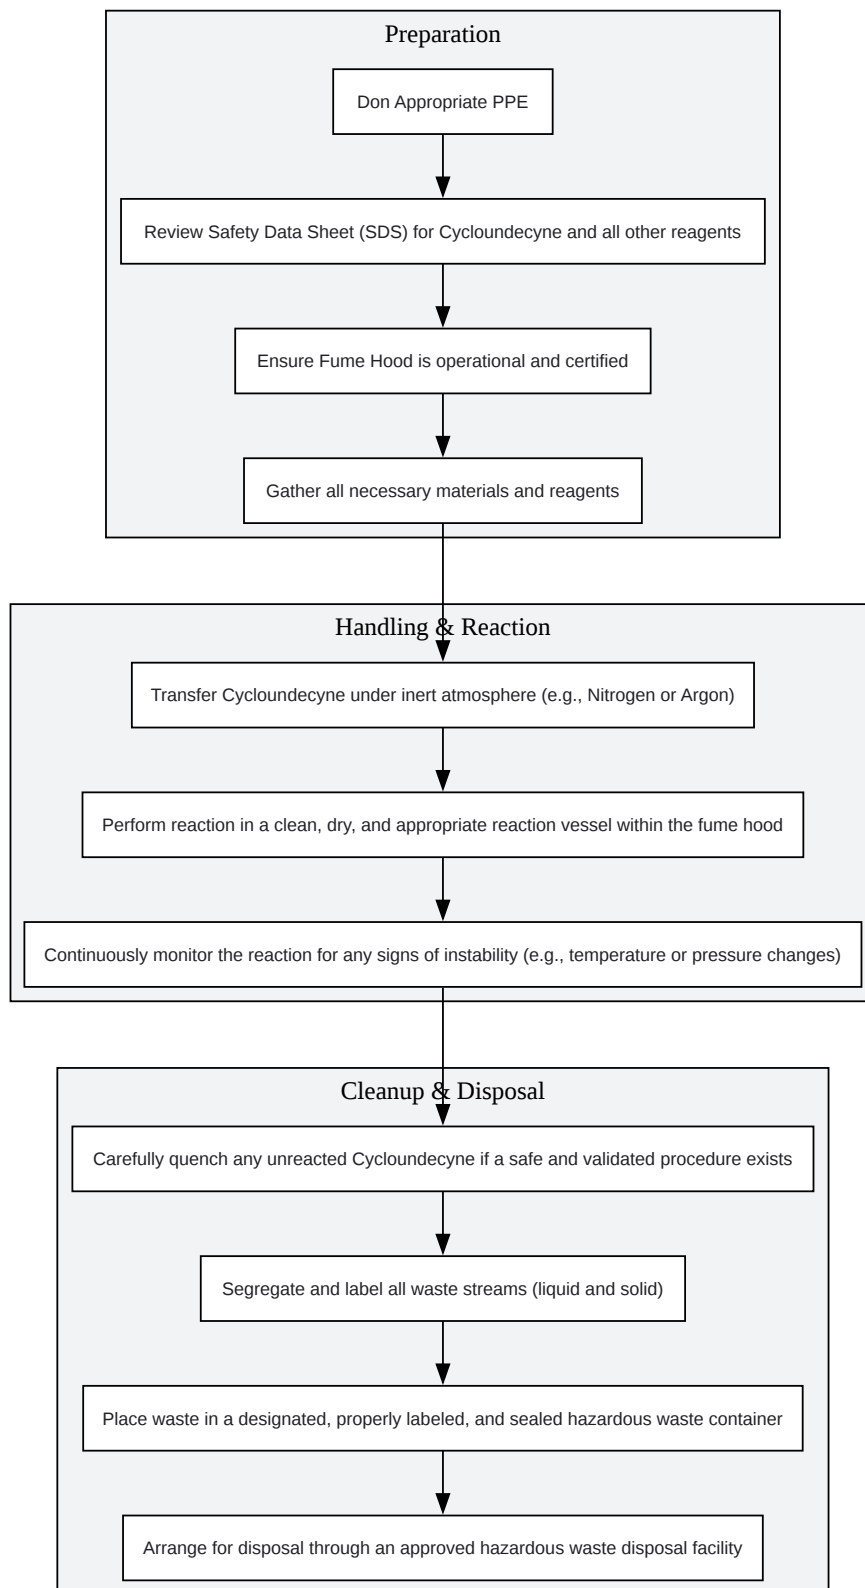 Preparation
Don Appropriate PPE
Review Safety Data Sheet (SDS) for Cycloundecyne and all other reagents
Ensure Fume Hood is operational and certified
Gather all necessary materials and reagents
Handling & Reaction
Transfer Cycloundecyne under inert atmosphere (e.g., Nitrogen or Argon)
Perform reaction in a clean, dry, and appropriate reaction vessel within the fume hood
Continuously monitor the reaction for any signs of instability (e.g., temperature or pressure changes)
Cleanup & Disposal
Carefully quench any unreacted Cycloundecyne if a safe and validated procedure exists
Segregate and label all waste streams (liquid and solid)
Place waste in a designated, properly labeled, and sealed hazardous waste container
Arrange for disposal through an approved hazardous waste disposal facility